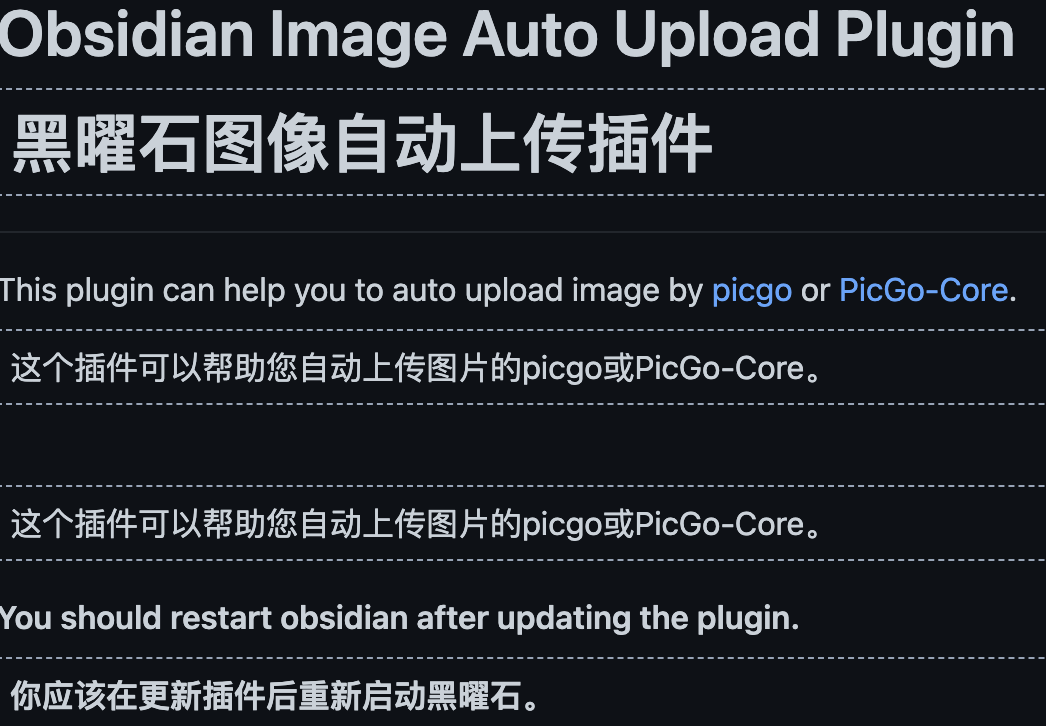 Obsidian Image Auto Upload Plugin
黑曜石图像自动上传插件
This plugin can help you to auto upload image by picgo or PicGo-Core.
这个插件可以帮助您自动上传图片的picgo或PicGo-Core。
这个插件可以帮助您自动上传图片的picgo或PicGo-Core。
You should restart obsidian after updating the plugin.
你应该在更新插件后重新启动黑曜石。